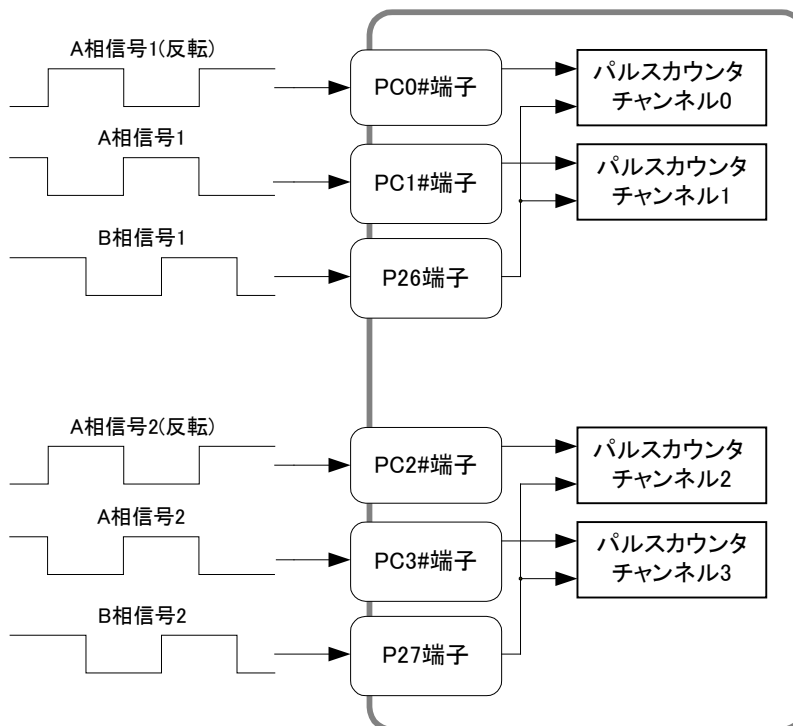 A相信号1(反転)
PC0#端子
パルスカウンタ
チャンネル0
A相信号1
PC1#端子
パルスカウンタ
チャンネル1
B相信号1
P26端子
A相信号2(反転)
PC2#端子
パルスカウンタ
チャンネル2
A相信号2
PC3#端子
パルスカウンタ
チャンネル3
B相信号2
P27端子